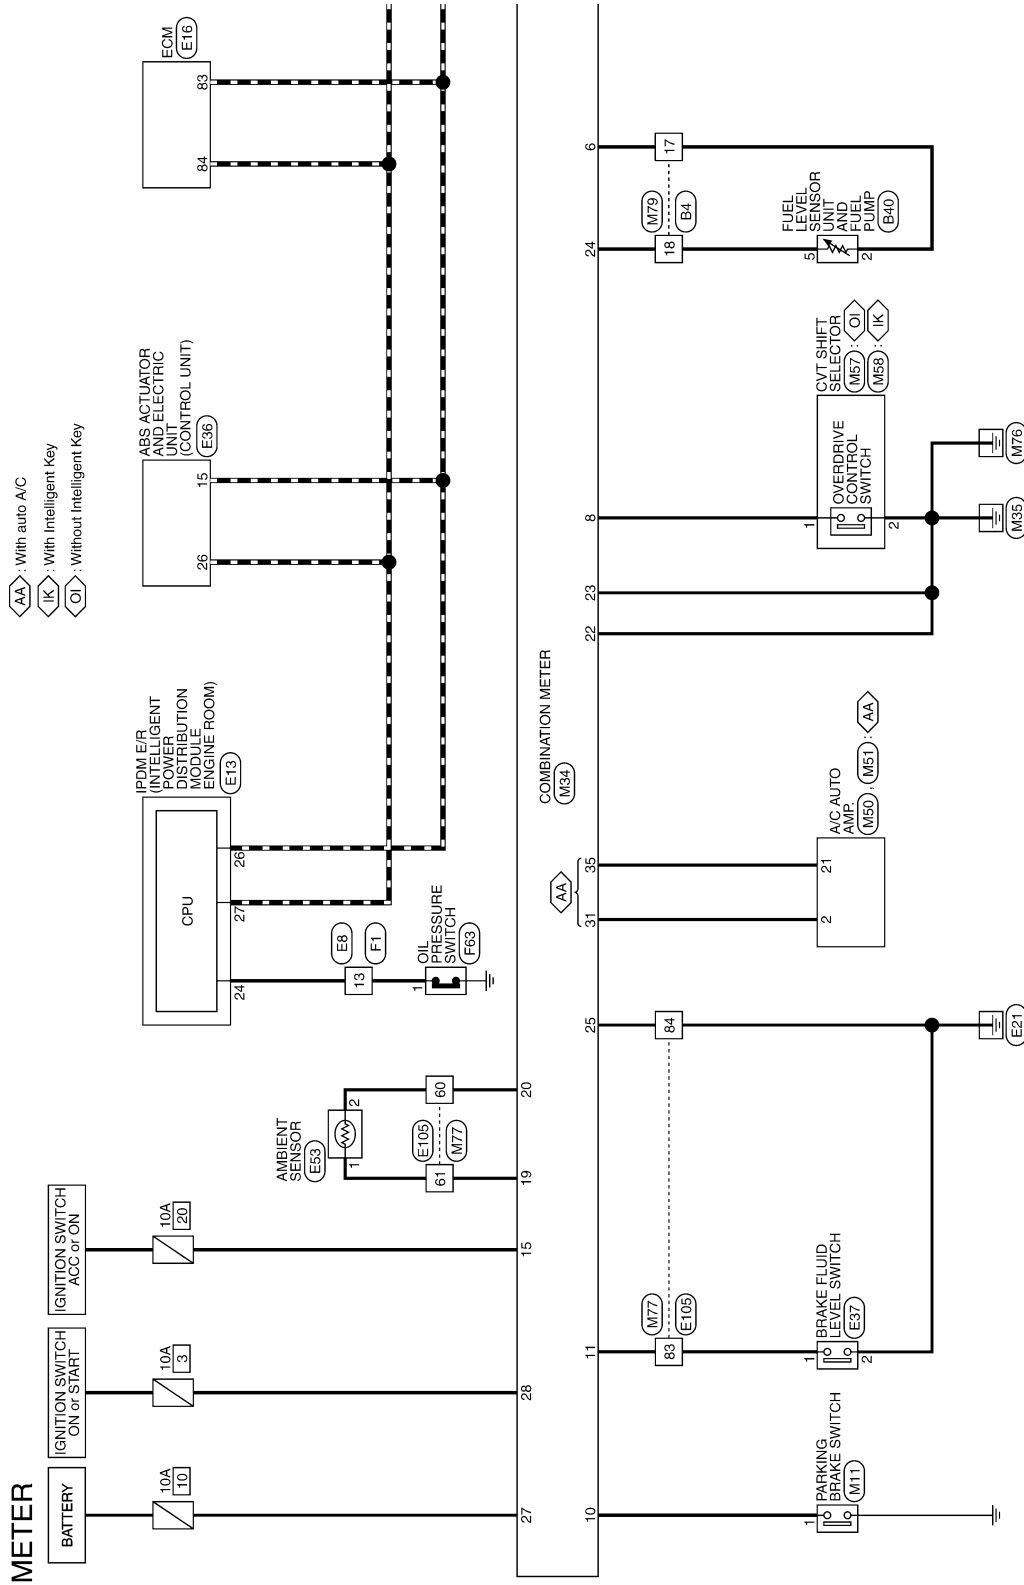 METER
BATTERY
10A
10
27
IGNITION SWITCH
ON or START
10A
3
28
IGNITION SWITCH
ACC or ON
10A
20
15
AMBIENT
SENSOR
E53
1
2
E105
M77
61
60
19
20
IPDM E/R
(INTELLIGENT
POWER
DISTRIBUTION
MODULE
ENGINE ROOM)
E13
CPU
24
27
26
E8
F1
13
OIL
PRESSURE
SWITCH
F63
1
AA : With auto A/C
IK : With Intelligent Key
OI : Without Intelligent Key
ABS ACTUATOR
AND ELECTRIC
UNIT
(CONTROL UNIT)
E36
26
15
ECM
E16
84
83
COMBINATION METER
M34
10
11
25
AA
31
35
22
23
8
24
6
PARKING
BRAKE SWITCH
M11
1
M77
E105
83
84
BRAKE FLUID
LEVEL SWITCH
E37
1
2
E21
A/C AUTO
AMP.
M50 , M51 : AA
2
21
CVT SHIFT
SELECTOR
M57 : OI
M58 : IK
OVERDRIVE
CONTROL
SWITCH
1
2
M35
M76
M79
B4
18
17
FUEL
LEVEL
SENSOR
UNIT
AND
FUEL
PUMP
B40
5
2